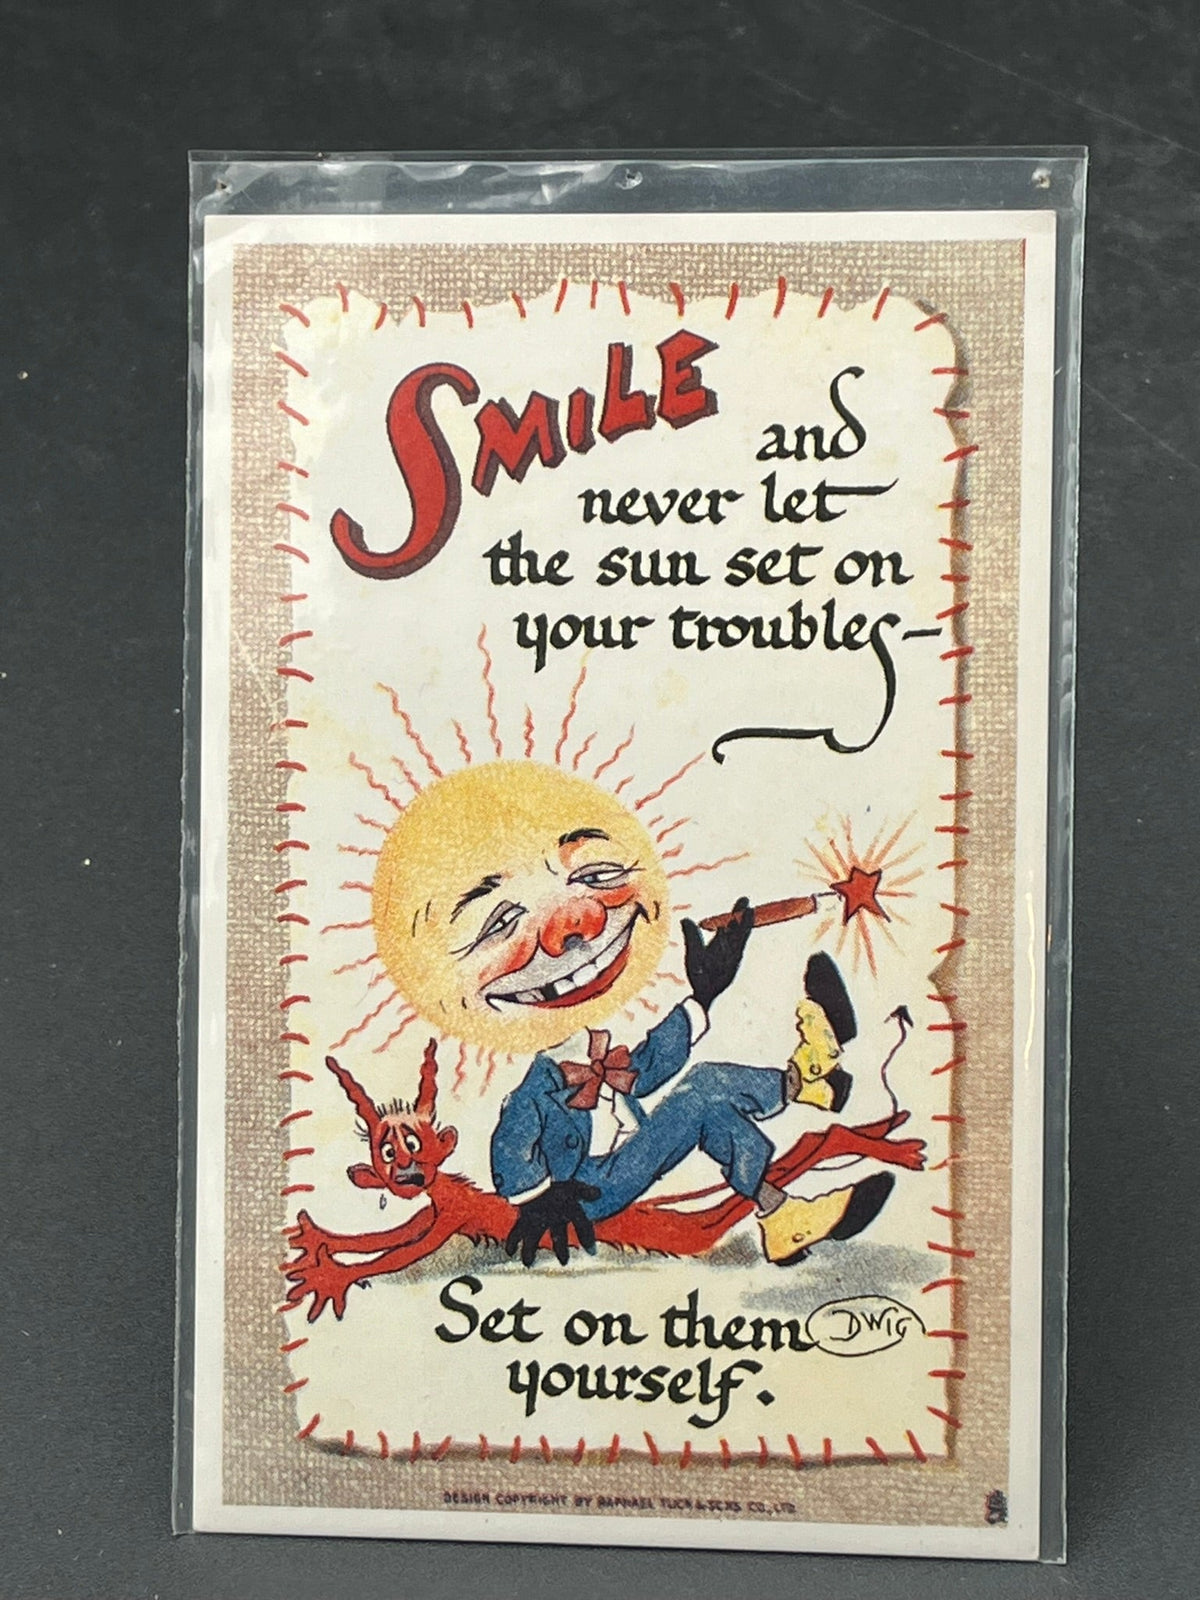 SMILE
and
never let
the sun set on
your troubles—
Set on them
DWIG
yourself.
DESIGN COPYRIGHT BY RAPHAEL TUCK & SONS CO., LTD